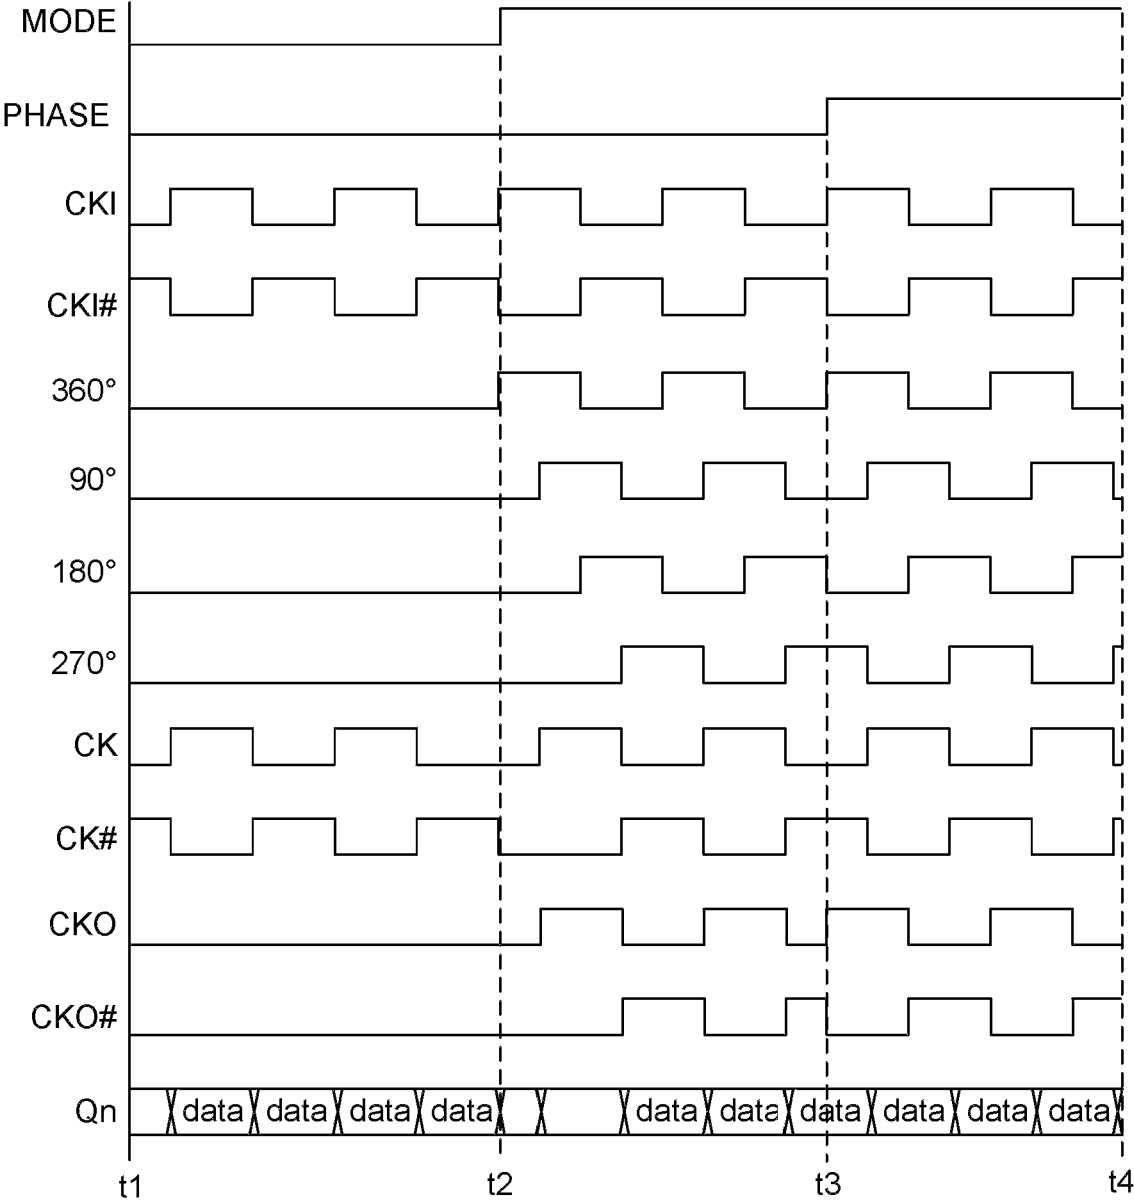 MODE
PHASE
CKI
CKI#
360°
90°
180°
270°
CK
CK#
CKO
CKO#
Qn data data data data data data data data data data
t1 t2 t3 t4